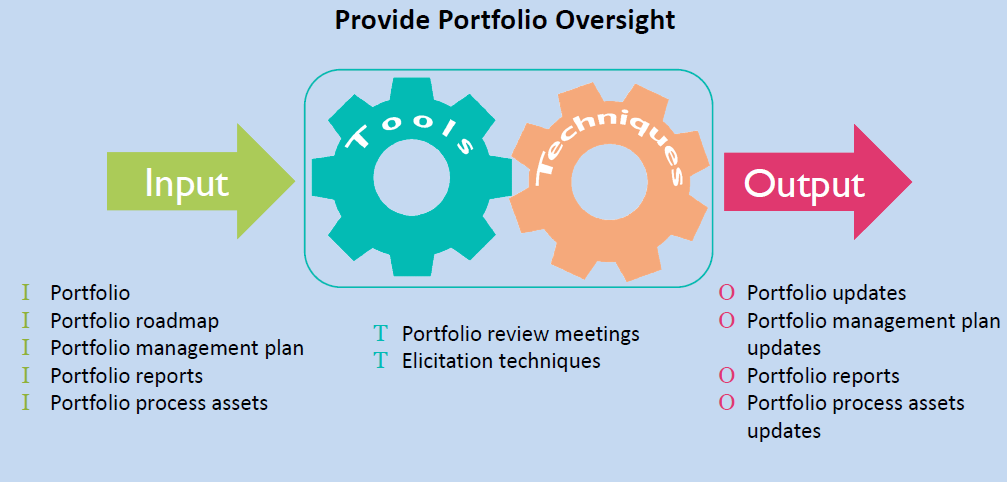 Provide Portfolio Oversight
Input
Tools
Techniques
Output
I Portfolio
I Portfolio roadmap
I Portfolio management plan
I Portfolio reports
I Portfolio process assets
T Portfolio review meetings
T Elicitation techniques
O Portfolio updates
O Portfolio management plan
updates
O Portfolio reports
O Portfolio process assets
updates